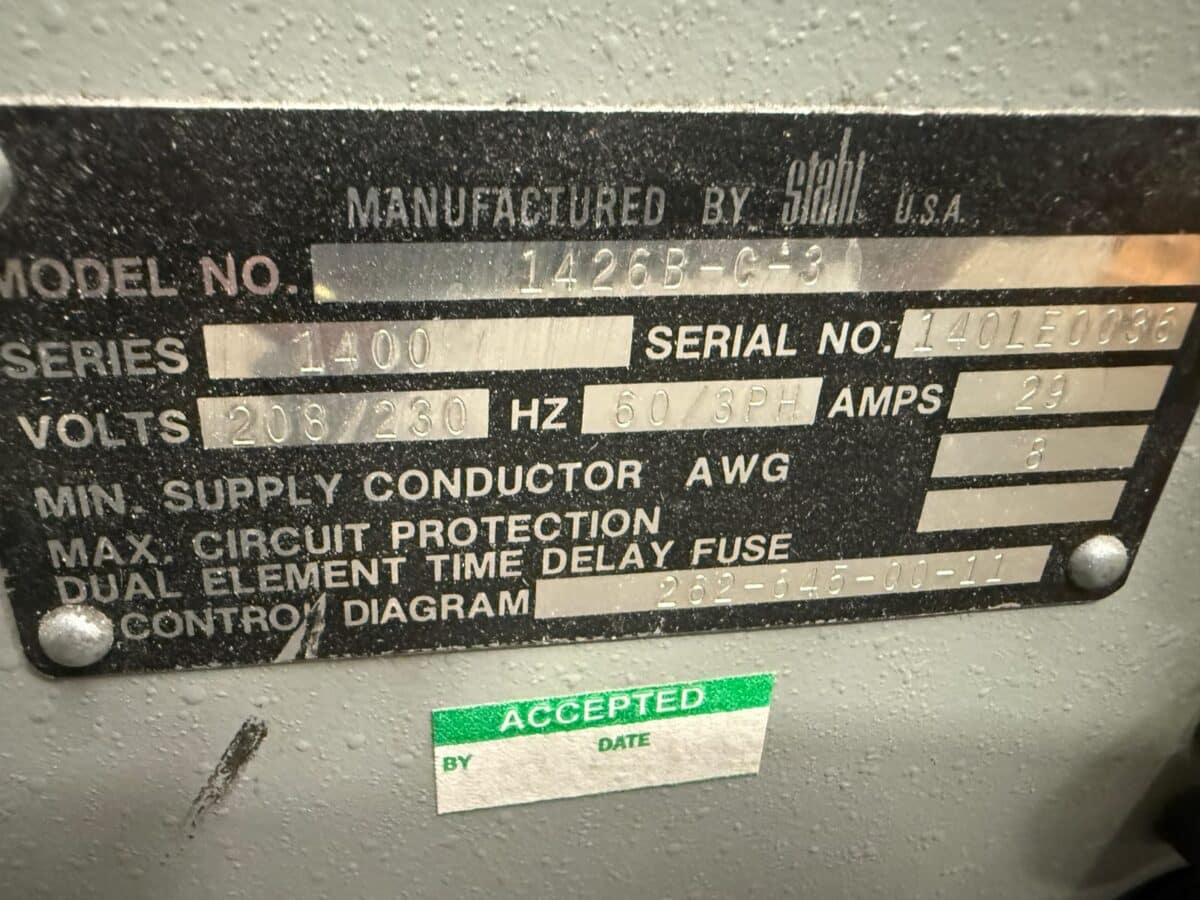 MANUFACTURED BY Stahl U.S.A.
MODEL NO. 1426B-C-3
SERIES 1400 SERIAL NO. 1401E0036
VOLTS 208/230 HZ 60/3PH AMPS 29
MIN. SUPPLY CONDUCTOR AWG 8
MAX. CIRCUIT PROTECTION
DUAL ELEMENT TIME DELAY FUSE
CONTROL DIAGRAM 262-645-00-11
ACCEPTED
BY DATE